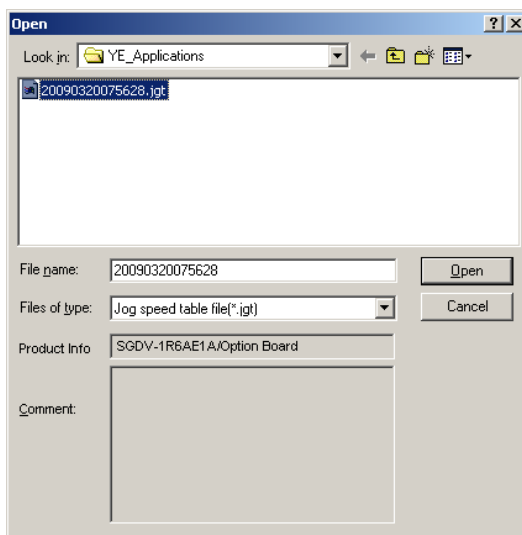 Open
Look in: YE_Applications
20090320075628.jgt
File name: 20090320075628 Open
Files of type: Jog speed table file(*.jgt) Cancel
Product Info SGDV-1R6AE1A/Option Board
Comment: